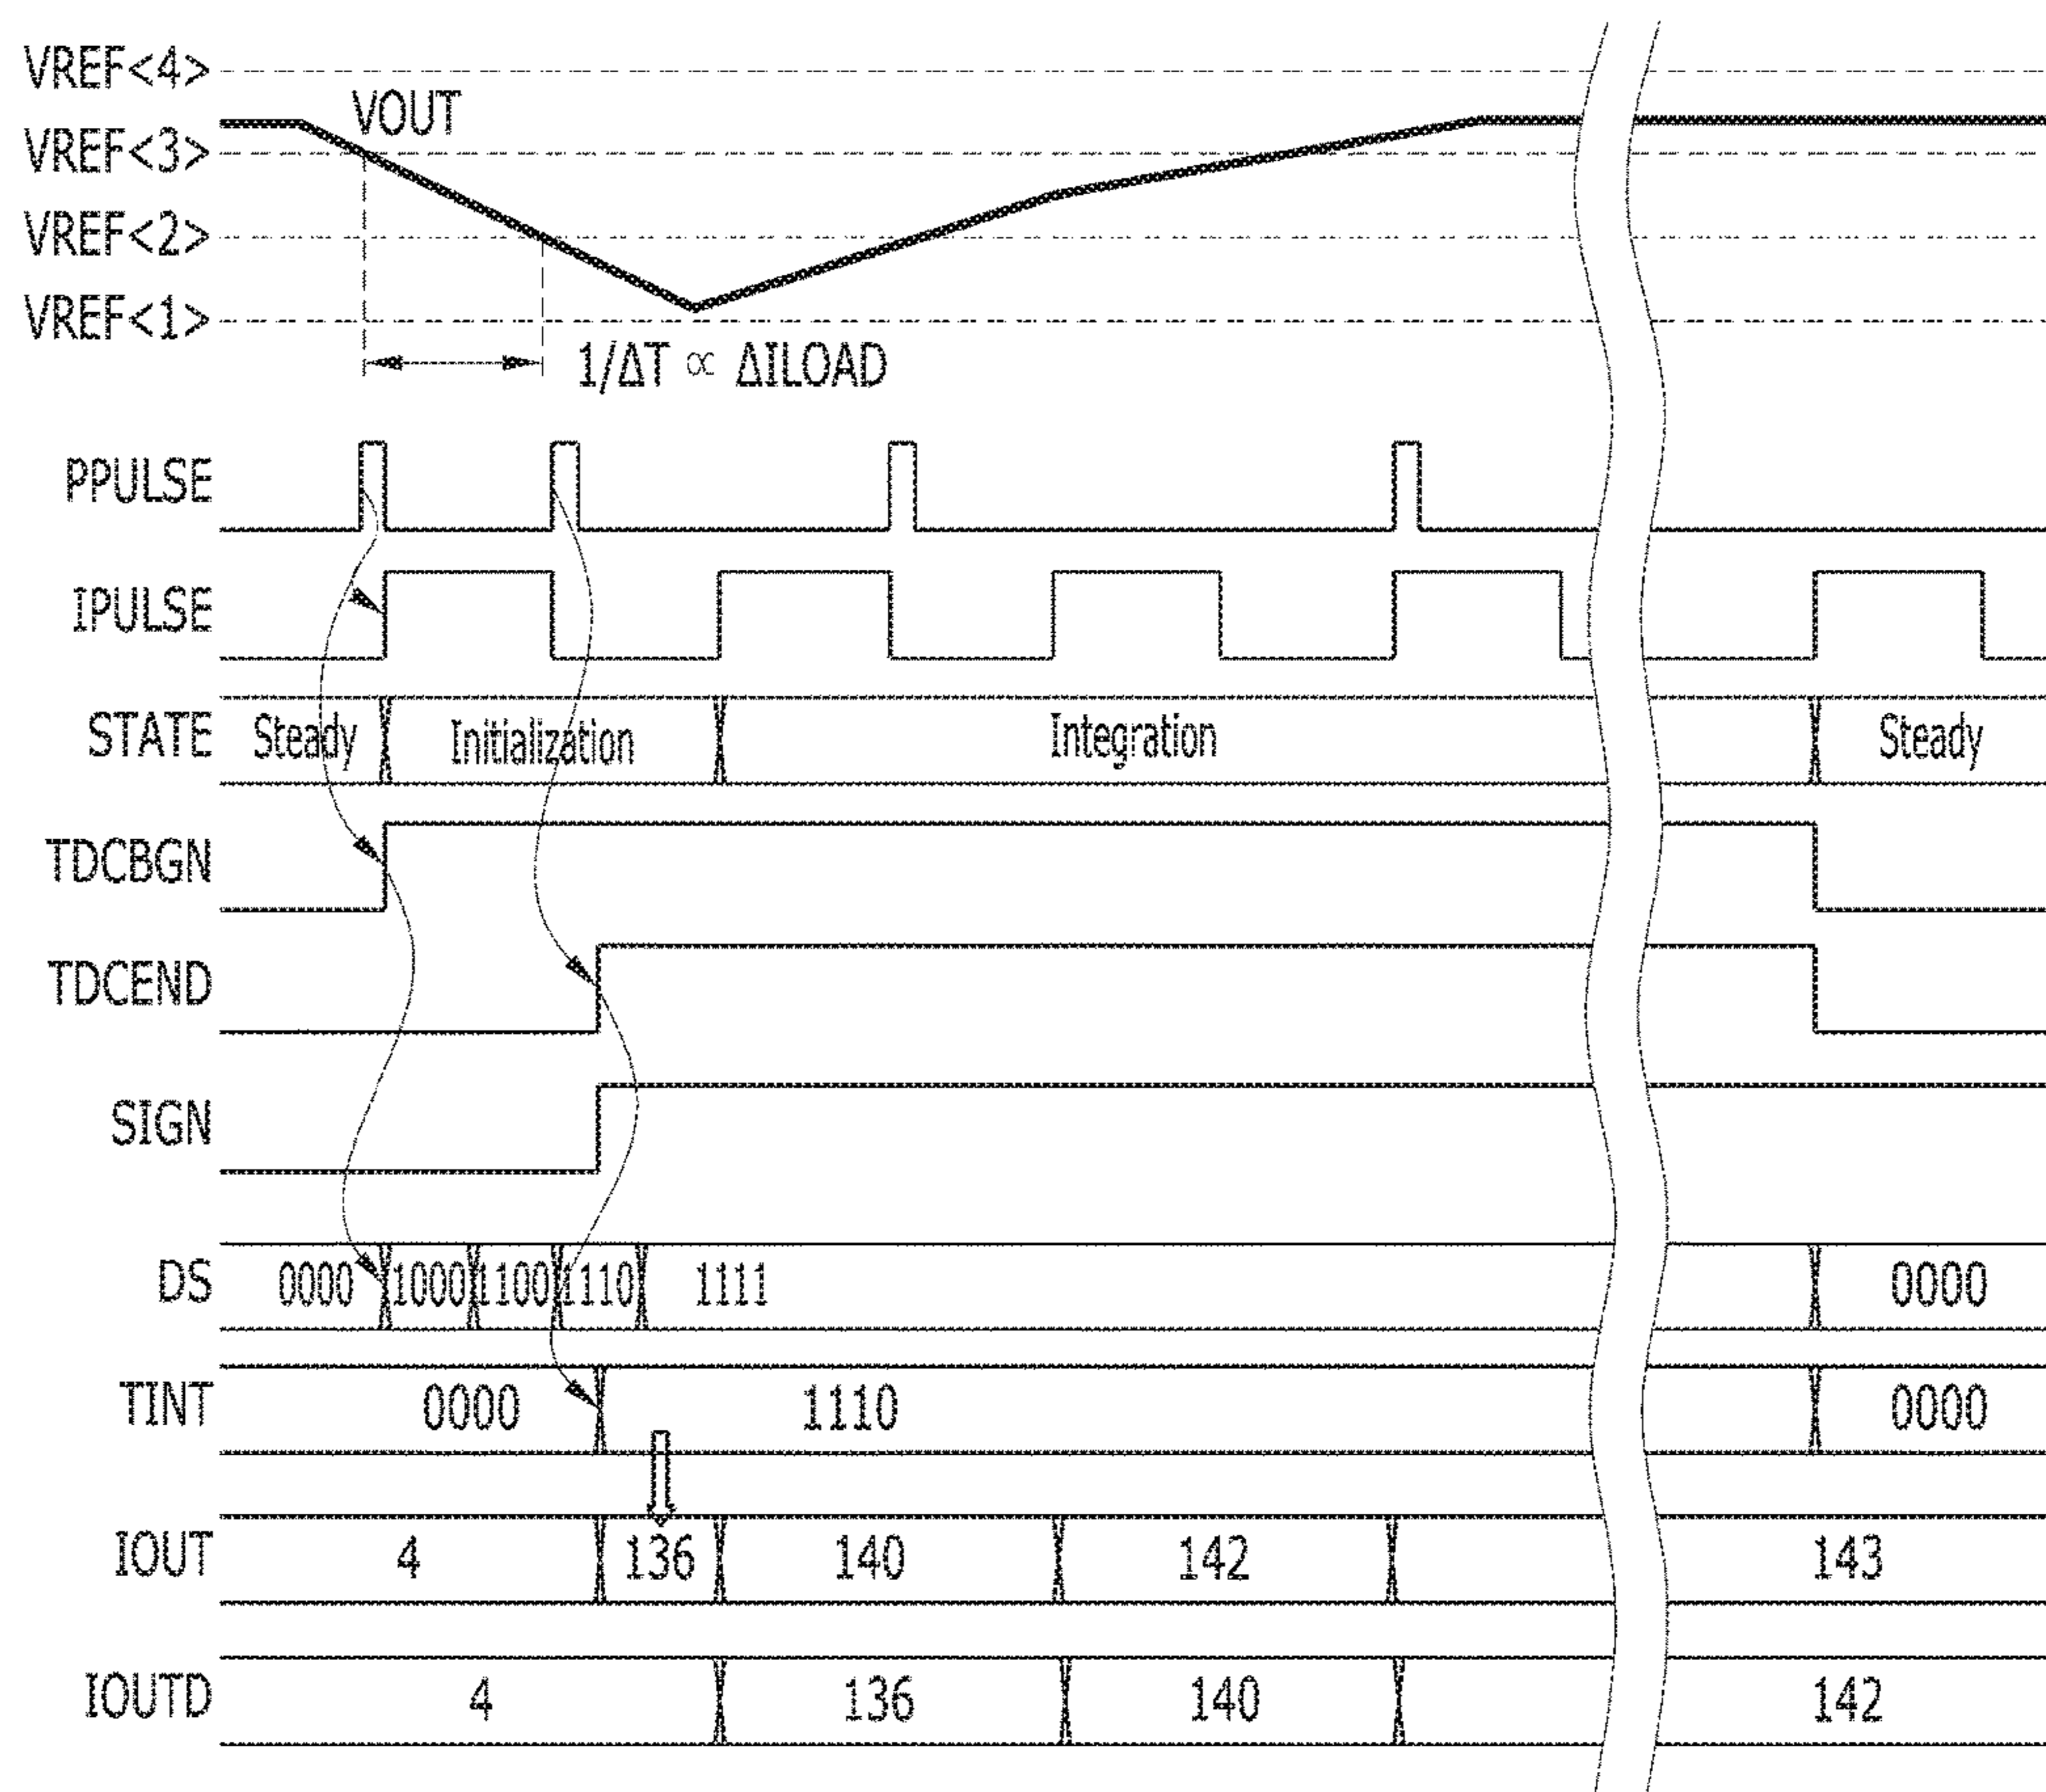 VREF<4>
VOUT
VREF<3>
VREF<2>
VREF<1>
1/ΔT ∝ ΔILOAD
PPULSE
IPULSE
STATE Steady Initialization Integration Steady
TDCBGN
TDCEND
SIGN
DS 0000 1000 1100 1110 1111 0000
TINT 0000 1110 0000
IOUT 4 136 140 142 143
IOUTD 4 136 140 142